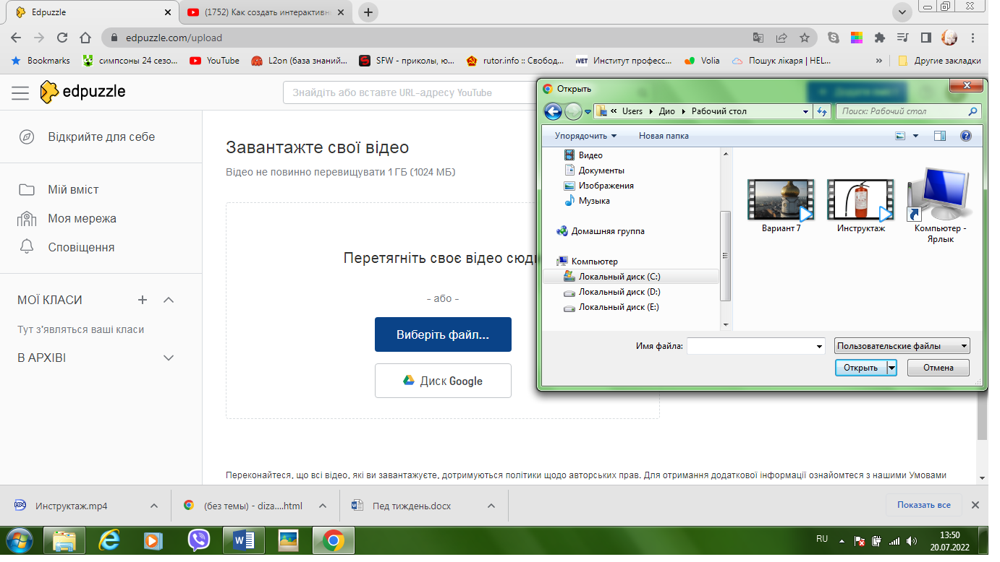 Edpuzzle
(1752) Как создать интерактивн
edpuzzle.com/upload
Bookmarks
симпсоны 24 сезо...
YouTube
L2on (база знаний...
SFW - приколы, ю...
rutor.info :: Свобод...
iVET
Институт професс...
Volia
Пошук лікаря | HEL...
»
Другие закладки
edpuzzle
Знайдіть або вставте URL-адресу YouTube
Відкрийте для себе
Мій вміст
Моя мережа
Сповіщення
МОЇ КЛАСИ
Тут з'являться ваші класи
В АРХІВІ
Завантажте свої відео
Відео не повинно перевищувати 1 ГБ (1024 МБ)
Перетягніть своє відео сюди
- або -
Виберіть файл...
Диск Google
Переконайтеся, що всі відео, які ви завантажуєте, дотримуються політики щодо авторських прав. Для отримання додаткової інформації ознайомтеся з нашими Умовами
Открыть
« Users
Дио
Рабочий стол
Поиск: Рабочий стол
Упорядочить
Новая папка
Видео
Документы
Изображения
Музыка
Домашняя группа
Компьютер
Локальный диск (C:)
Локальный диск (D:)
Локальный диск (E:)
Вариант 7
Инструктаж
Компьютер -
Ярлык
Имя файла:
Пользовательские файлы
Открыть
Отмена
Инструктаж.mp4
(без темы) - diza....html
Пед тиждень.docx
Показать все
RU
13:50
20.07.2022